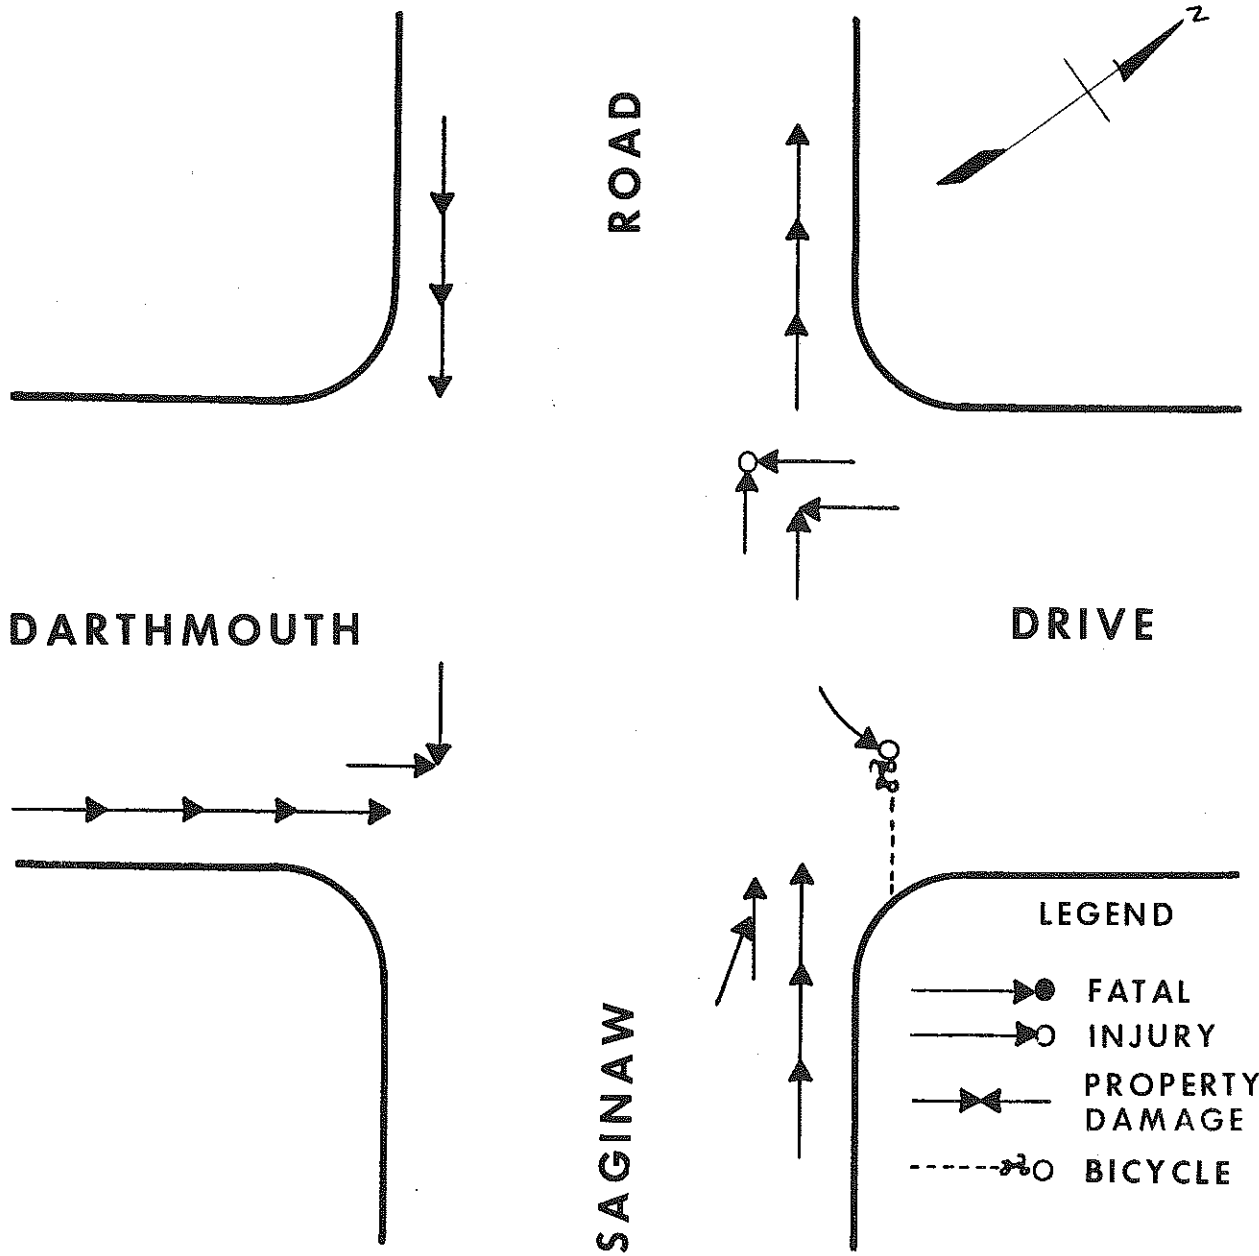 N
SAGINAW ROAD
DARTHMOUTH DRIVE
LEGEND
FATAL
INJURY
PROPERTY
DAMAGE
BICYCLE